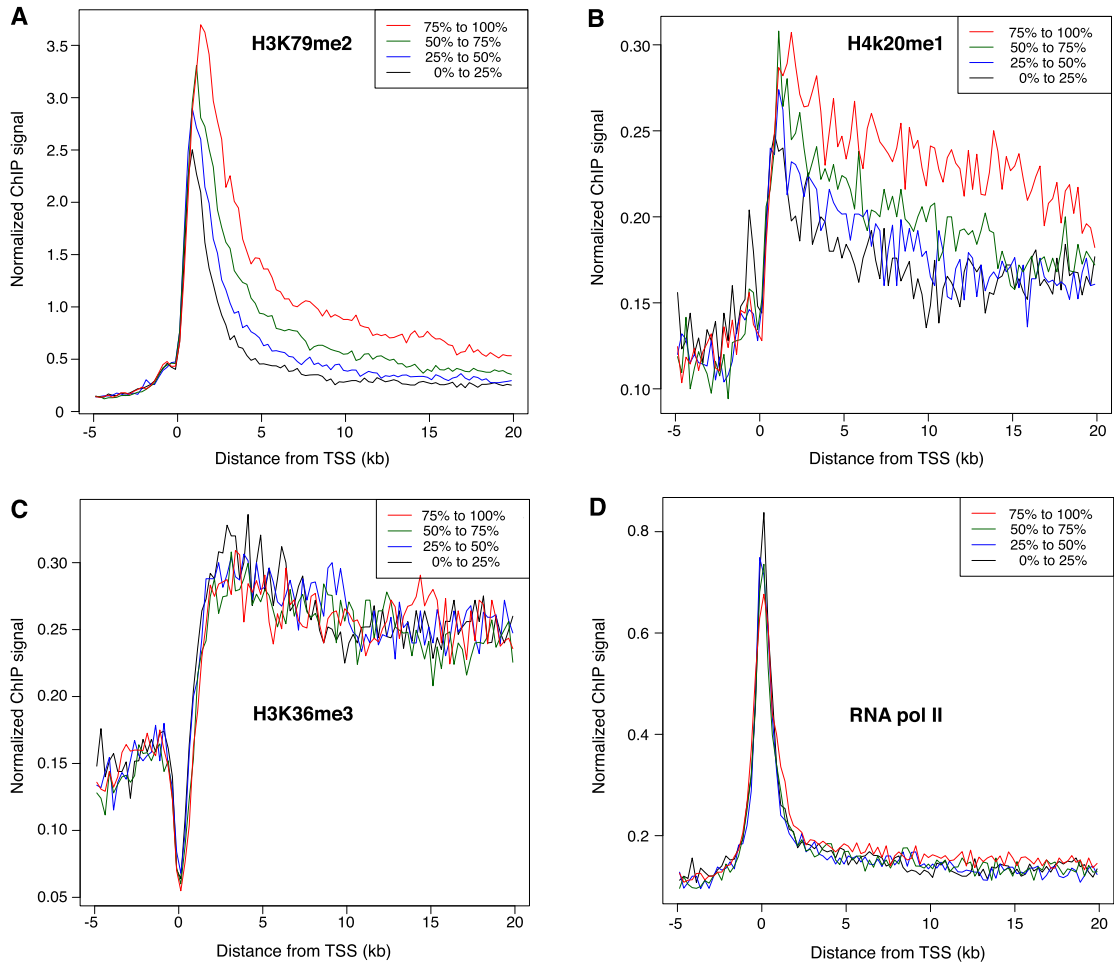 A
H3K79me2
75% to 100%
50% to 75%
25% to 50%
0% to 25%
Normalized ChIP signal
3.5
3.0
2.5
2.0
1.5
1.0
0.5
0
-5 0 5 10 15 20
Distance from TSS (kb)
B
H4k20me1
75% to 100%
50% to 75%
25% to 50%
0% to 25%
Normalized ChIP signal
0.30
0.25
0.20
0.15
0.10
-5 0 5 10 15 20
Distance from TSS (kb)
C
H3K36me3
75% to 100%
50% to 75%
25% to 50%
0% to 25%
Normalized ChIP signal
0.30
0.25
0.20
0.15
0.10
0.05
-5 0 5 10 15 20
Distance from TSS (kb)
D
RNA pol II
75% to 100%
50% to 75%
25% to 50%
0% to 25%
Normalized ChIP signal
0.8
0.6
0.4
0.2
-5 0 5 10 15 20
Distance from TSS (kb)